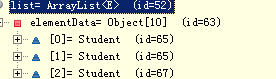 list= ArrayList<E>  (id=52)
elementData= Object[10]  (id=63)
[0]= Student  (id=65)
[1]= Student  (id=65)
[2]= Student  (id=67)